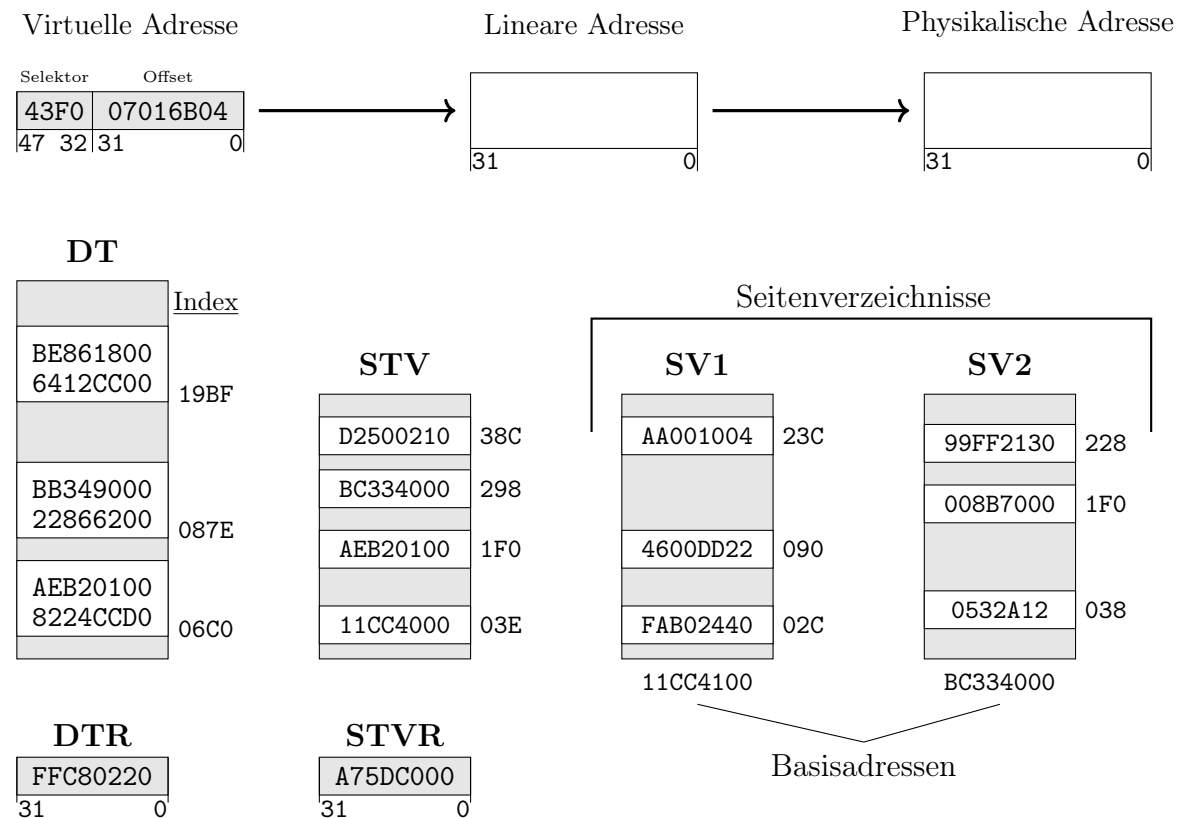 Virtuelle Adresse
Lineare Adresse
Physikalische Adresse
Selektor Offset
43F0 07016B04
47 32 31 0
31 0
31 0
DT
Index
BE861800
6412CC00
19BF
BB349000
22866200
087E
AEB20100
8224CCD0
06C0
STV
D2500210 38C
BC334000 298
AEB20100 1F0
11CC4000 03E
Seitenverzeichnisse
SV1
AA001004 23C
4600DD22 090
FAB02440 02C
11CC4100
SV2
99FF2130 228
008B7000 1F0
0532A12 038
BC334000
Basisadressen
DTR
FFC80220
31 0
STVR
A75DC000
31 0